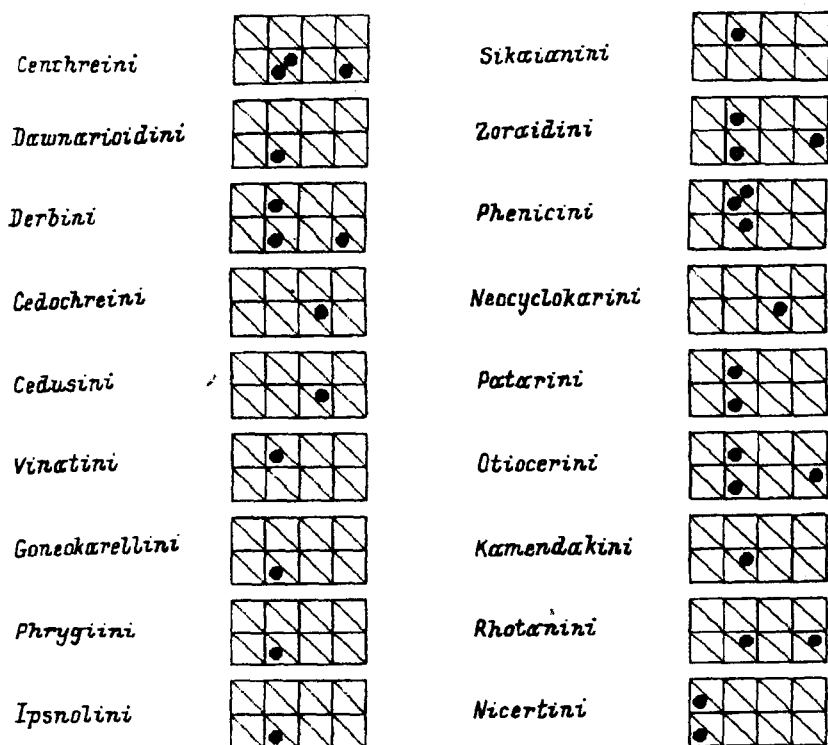 Cenchreini
Dawnarioidini
Derbini
Cedochreini
Cedusini
Vinatini
Goneokarellini
Phrygiini
Ipsnolini
Sikaianini
Zoraidini
Phenicini
Neocyclokarini
Patarini
Otiocerini
Kamendakini
Rhotanini
Nicertini